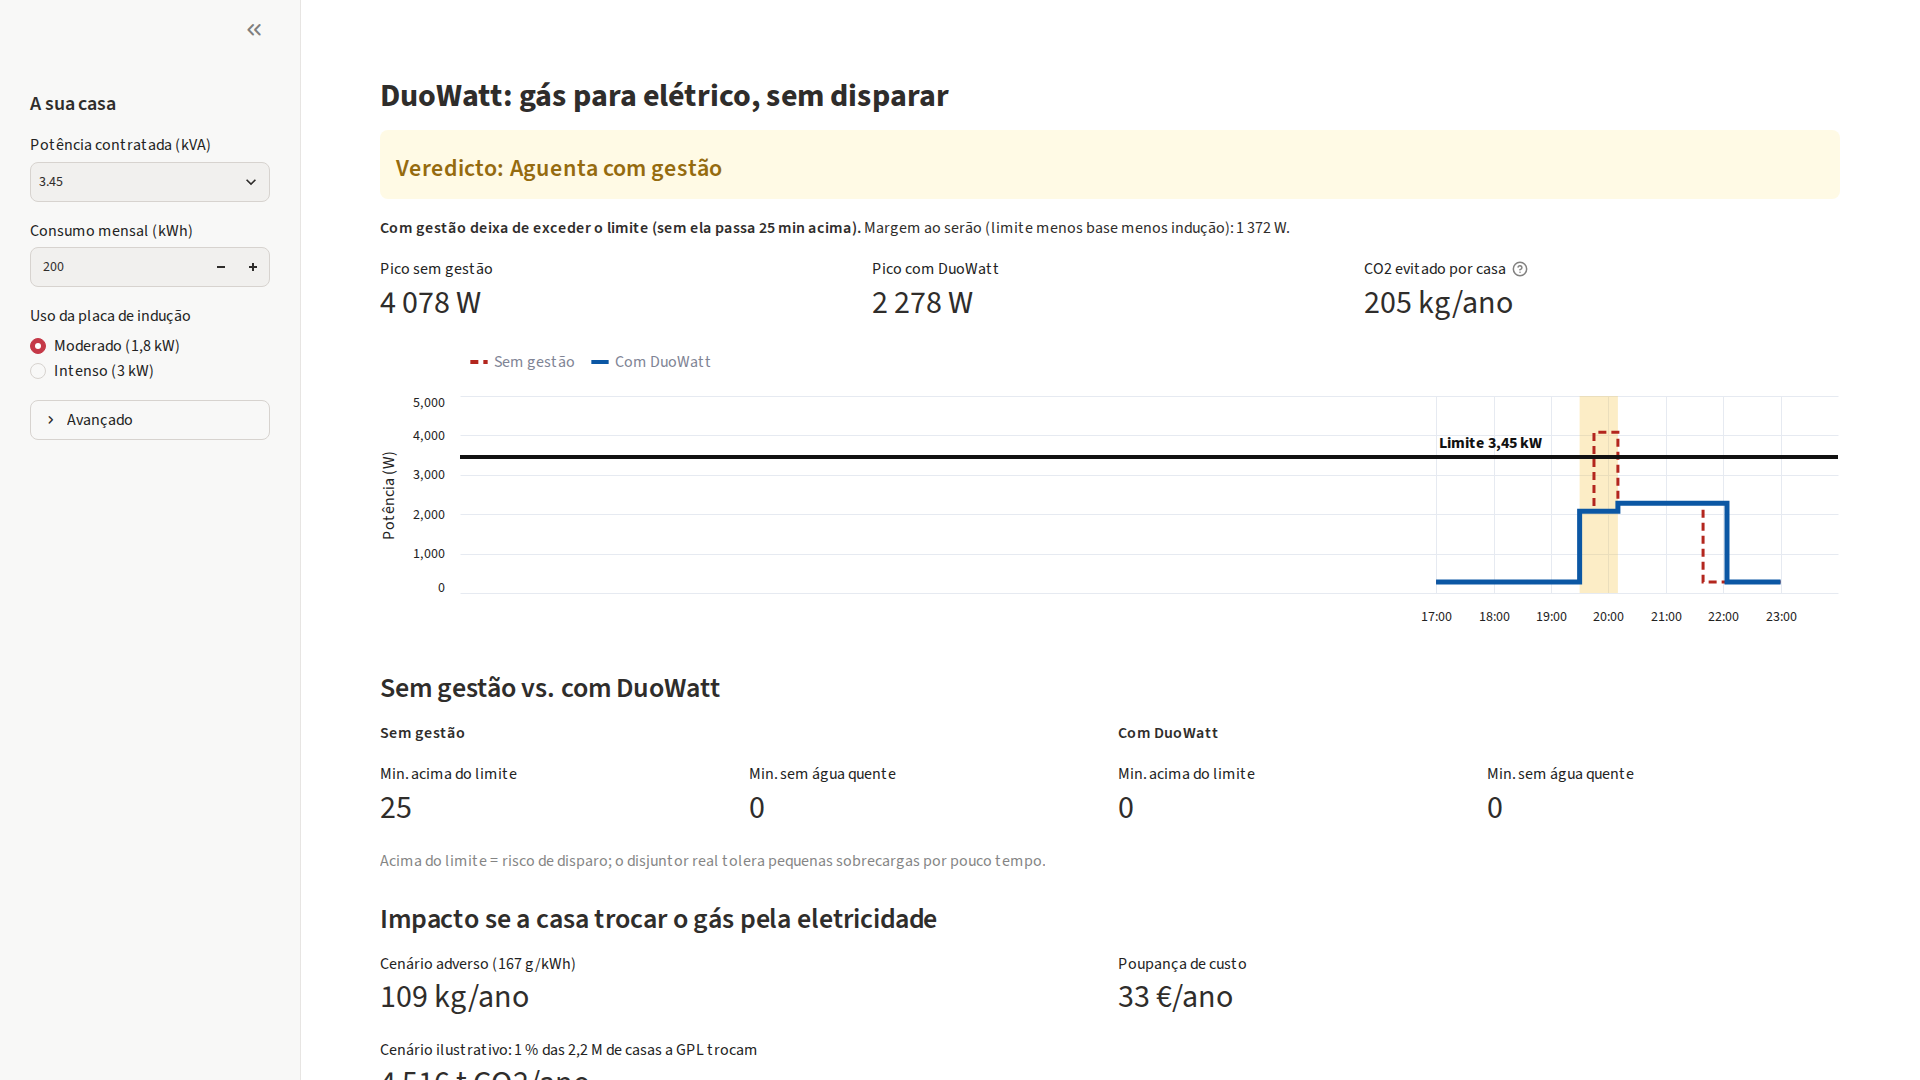 A sua casa
Potência contratada (kVA)
3.45
Consumo mensal (kWh)
200
Uso da placa de indução
Moderado (1,8 kW)
Intenso (3 kW)
Avançado
DuoWatt: gás para elétrico, sem disparar
Veredicto: Aguenta com gestão
Com gestão deixa de exceder o limite (sem ela passa 25 min acima). Margem ao serão (limite menos base menos indução): 1 372 W.
Pico sem gestão
4 078 W
Pico com DuoWatt
2 278 W
CO2 evitado por casa
205 kg/ano
Sem gestão
Com DuoWatt
Potência (W)
5,000
4,000
3,000
2,000
1,000
0
Limite 3,45 kW
17:00 18:00 19:00 20:00 21:00 22:00 23:00
Sem gestão vs. com DuoWatt
Sem gestão
Min. acima do limite
25
Min. sem água quente
0
Com DuoWatt
Min. acima do limite
0
Min. sem água quente
0
Acima do limite = risco de disparo; o disjuntor real tolera pequenas sobrecargas por pouco tempo.
Impacto se a casa trocar o gás pela eletricidade
Cenário adverso (167 g/kWh)
109 kg/ano
Poupança de custo
33 €/ano
Cenário ilustrativo: 1 % das 2,2 M de casas a GPL trocam
4 516 t CO2/ano